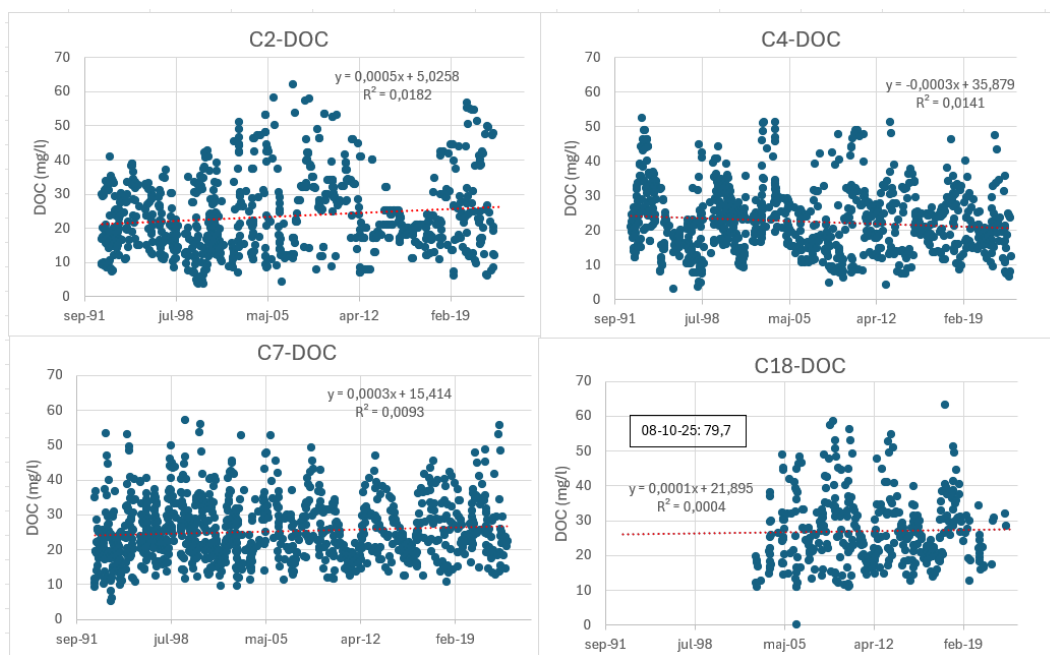 C2-DOC
y = 0,0005x + 5,0258
R² = 0,0182
DOC (mg/l)
70
60
50
40
30
20
10
0
sep-91 jul-98 maj-05 apr-12 feb-19
C4-DOC
y = -0,0003x + 35,879
R² = 0,0141
DOC (mg/l)
70
60
50
40
30
20
10
0
sep-91 jul-98 maj-05 apr-12 feb-19
C7-DOC
y = 0,0003x + 15,414
R² = 0,0093
DOC (mg/l)
70
60
50
40
30
20
10
0
sep-91 jul-98 maj-05 apr-12 feb-19
C18-DOC
08-10-25: 79,7
y = 0,0001x + 21,895
R² = 0,0004
DOC (mg/l)
70
60
50
40
30
20
10
0
sep-91 jul-98 maj-05 apr-12 feb-19